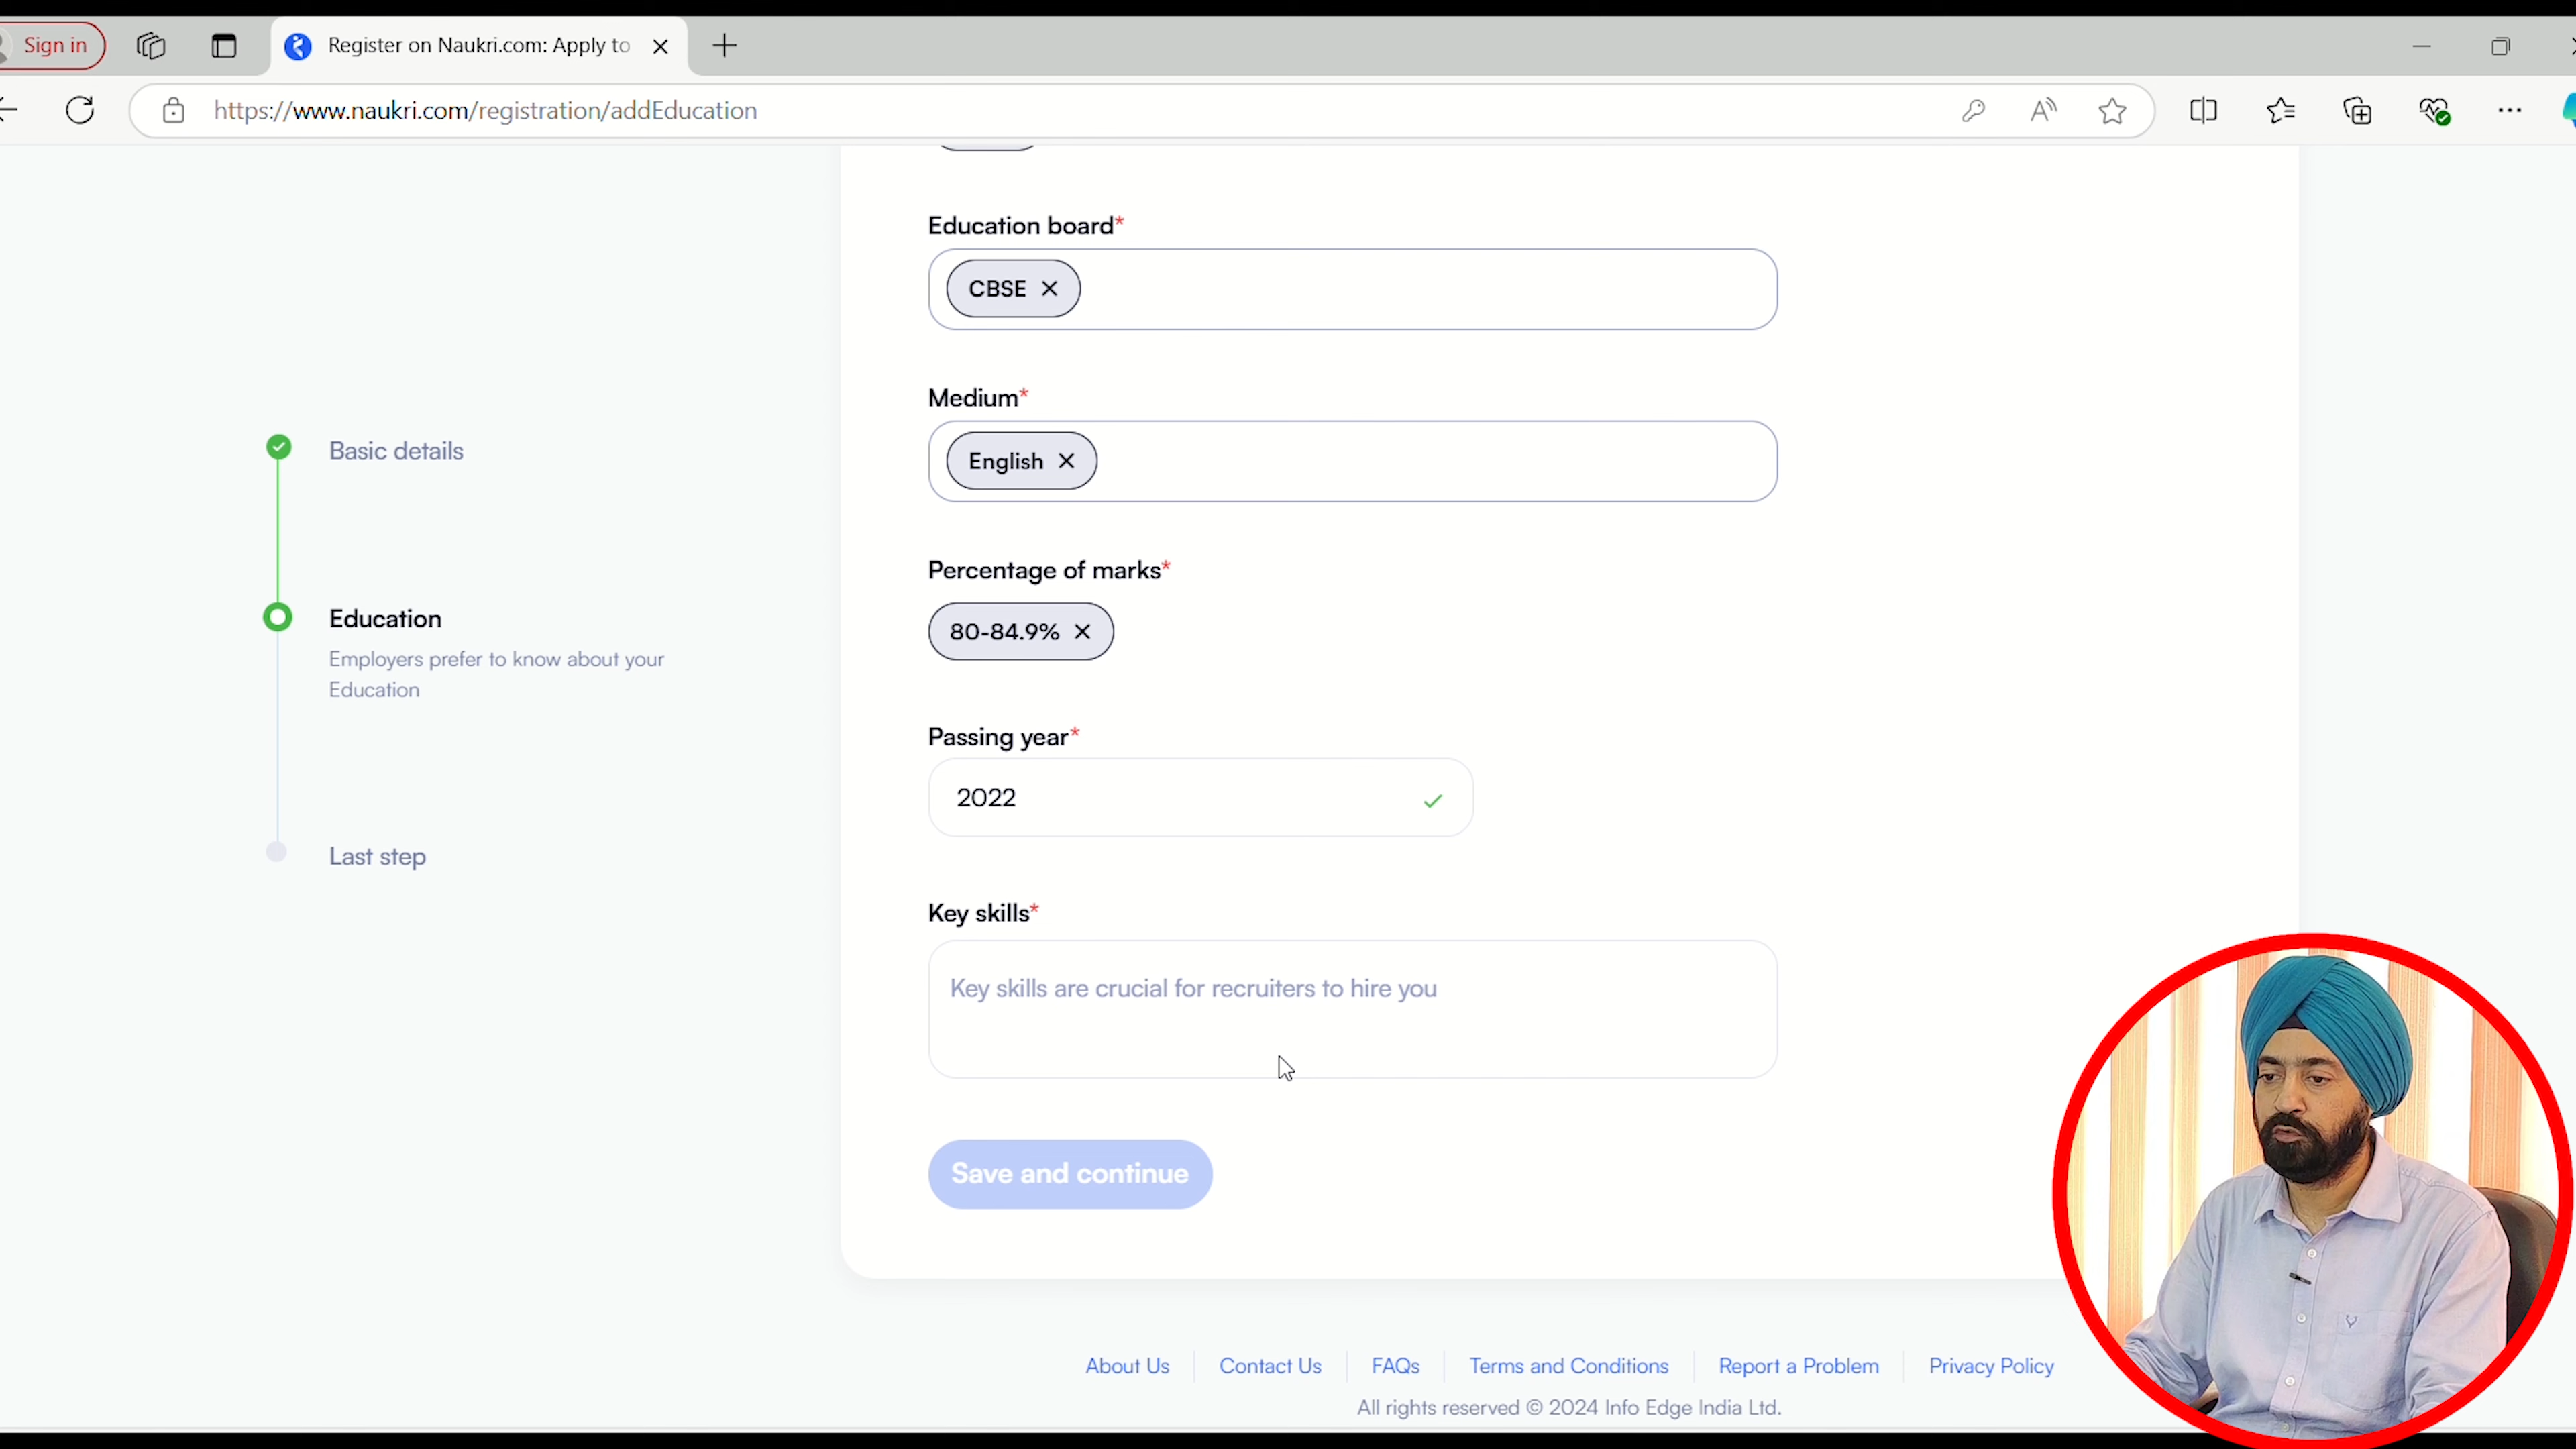 Sign in
Register on Naukri.com: Apply to
https://www.naukri.com/registration/addEducation
Education board*
CBSE
Medium*
English
Basic details
Percentage of marks*
80-84.9%
Education
Employers prefer to know about your
Education
Passing year*
2022
Last step
Key skills*
Key skills are crucial for recruiters to hire you
Save and continue
About Us
Contact Us
FAQs
Terms and Conditions
Report a Problem
Privacy Policy
All rights reserved © 2024 Info Edge India Ltd.